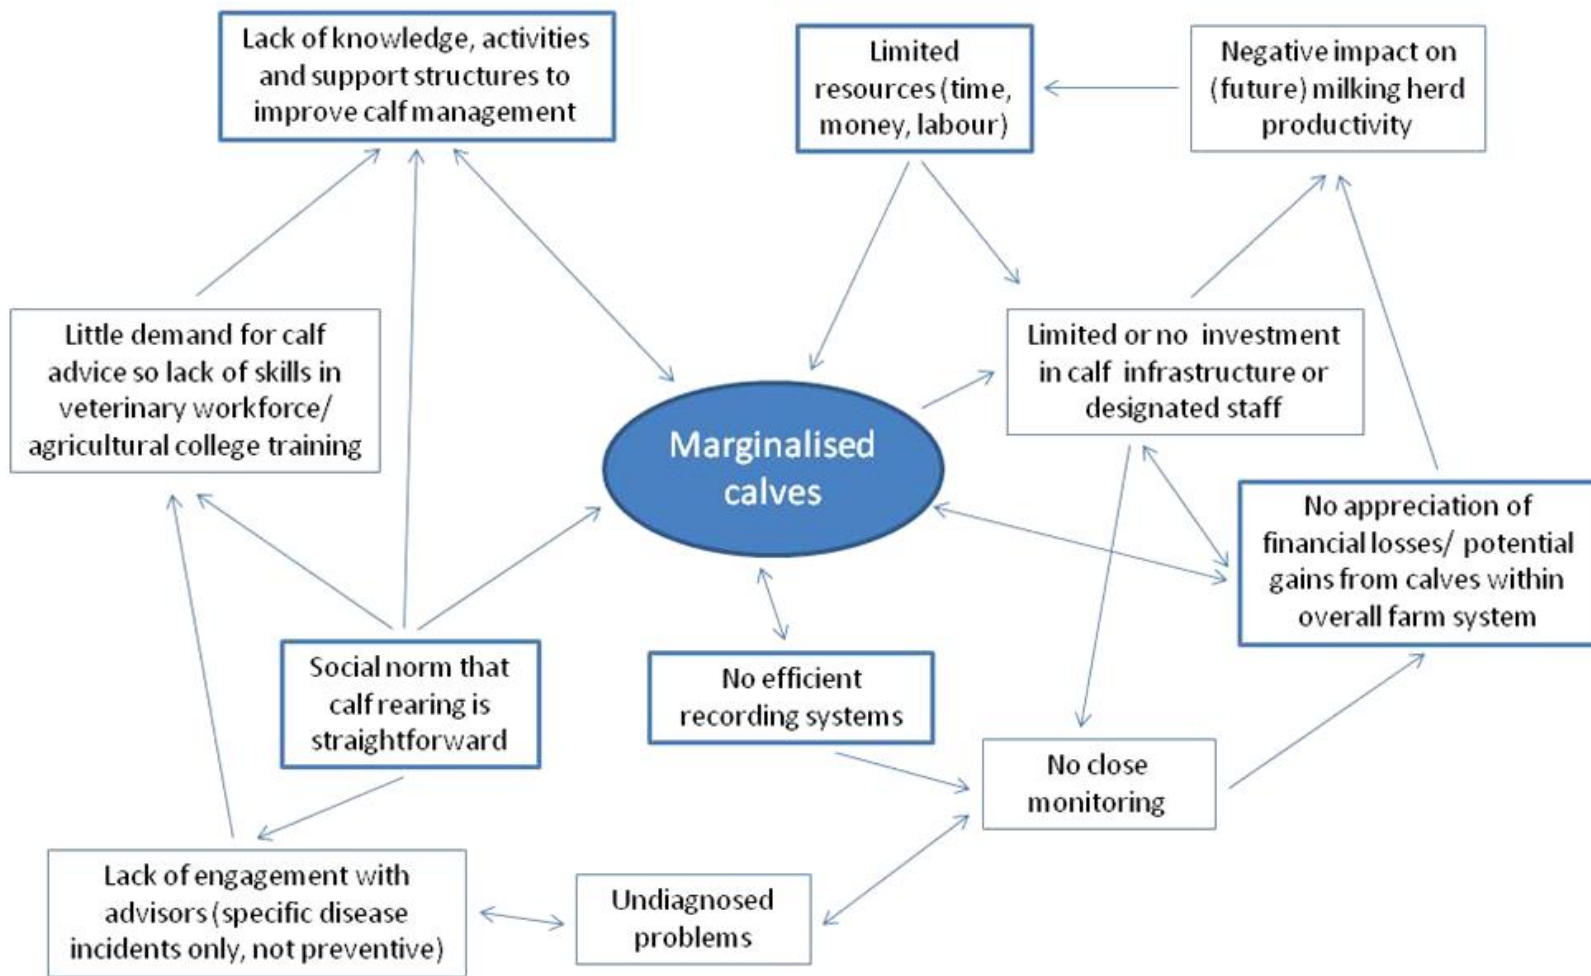 Lack of knowledge, activities
and support structures to
improve calf management
Limited
resources (time,
money, labour)
Negative impact on
(future) milking herd
productivity
Little demand for calf
advice so lack of skills in
veterinary workforce/
agricultural college training
Limited or no investment
in calf infrastructure or
designated staff
Marginalised
calves
No appreciation of
financial losses/ potential
gains from calves within
overall farm system
Social norm that
calf rearing is
straightforward
No efficient
recording systems
No close
monitoring
Lack of engagement with
advisors (specific disease
incidents only, not preventive)
Undiagnosed
problems